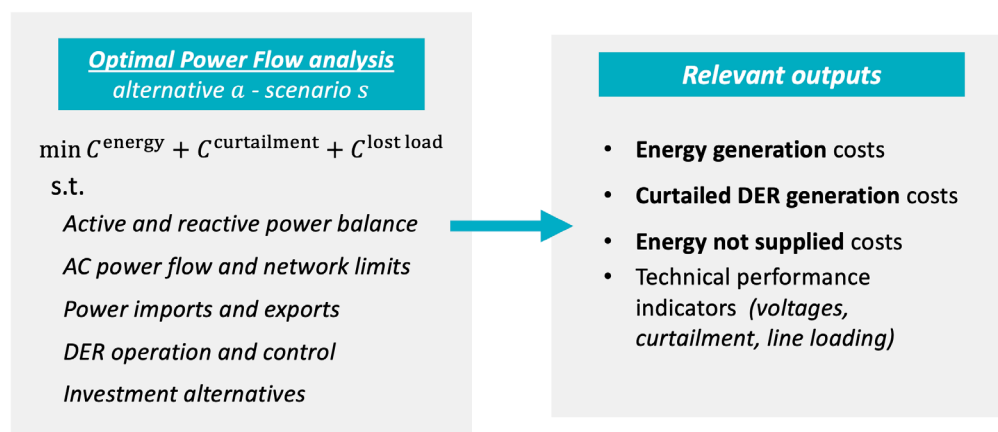 Optimal Power Flow analysis
alternative a - scenario s
min C^energy + C^curtailment + C^lost load
s.t.
Active and reactive power balance
AC power flow and network limits
Power imports and exports
DER operation and control
Investment alternatives
Relevant outputs
• Energy generation costs
• Curtailed DER generation costs
• Energy not supplied costs
• Technical performance
indicators (voltages,
curtailment, line loading)